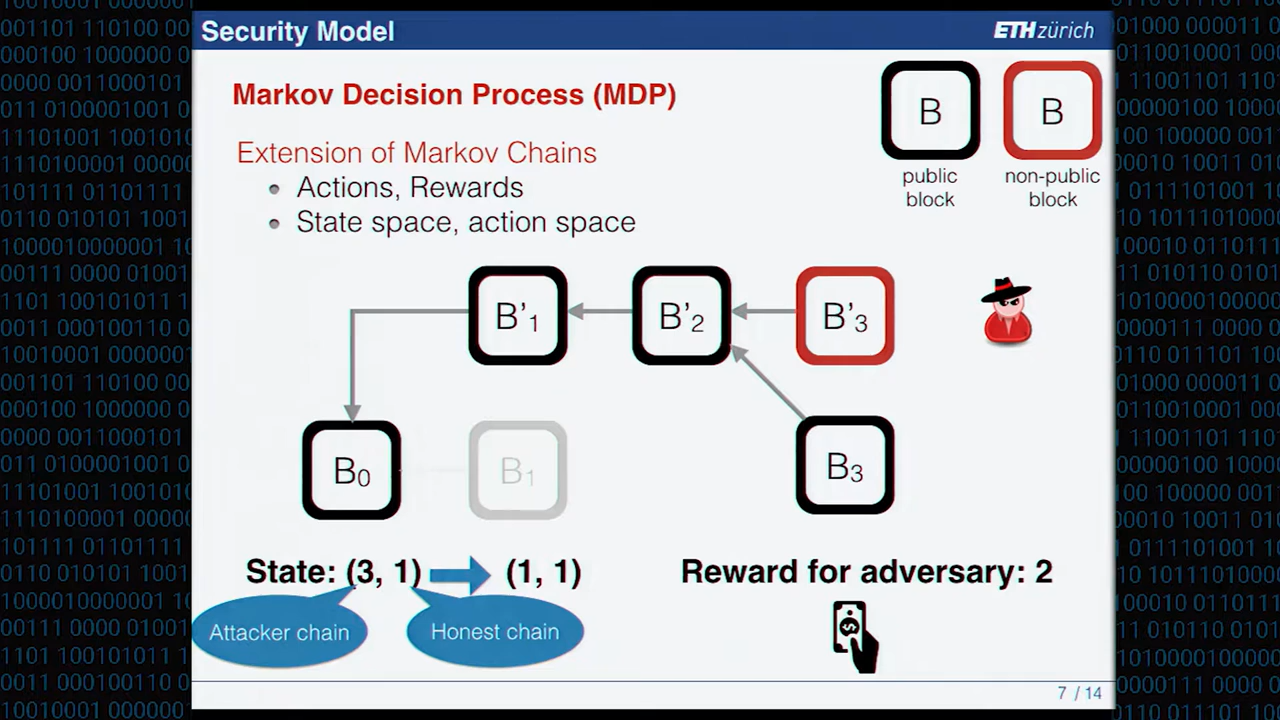 Security Model
ETH zürich
Markov Decision Process (MDP)
Extension of Markov Chains
Actions, Rewards
State space, action space
B
B
public
block
non-public
block
B'1
B'2
B'3
B0
B1
B3
State: (3, 1)
(1, 1)
Reward for adversary: 2
Attacker chain
Honest chain
7 / 14